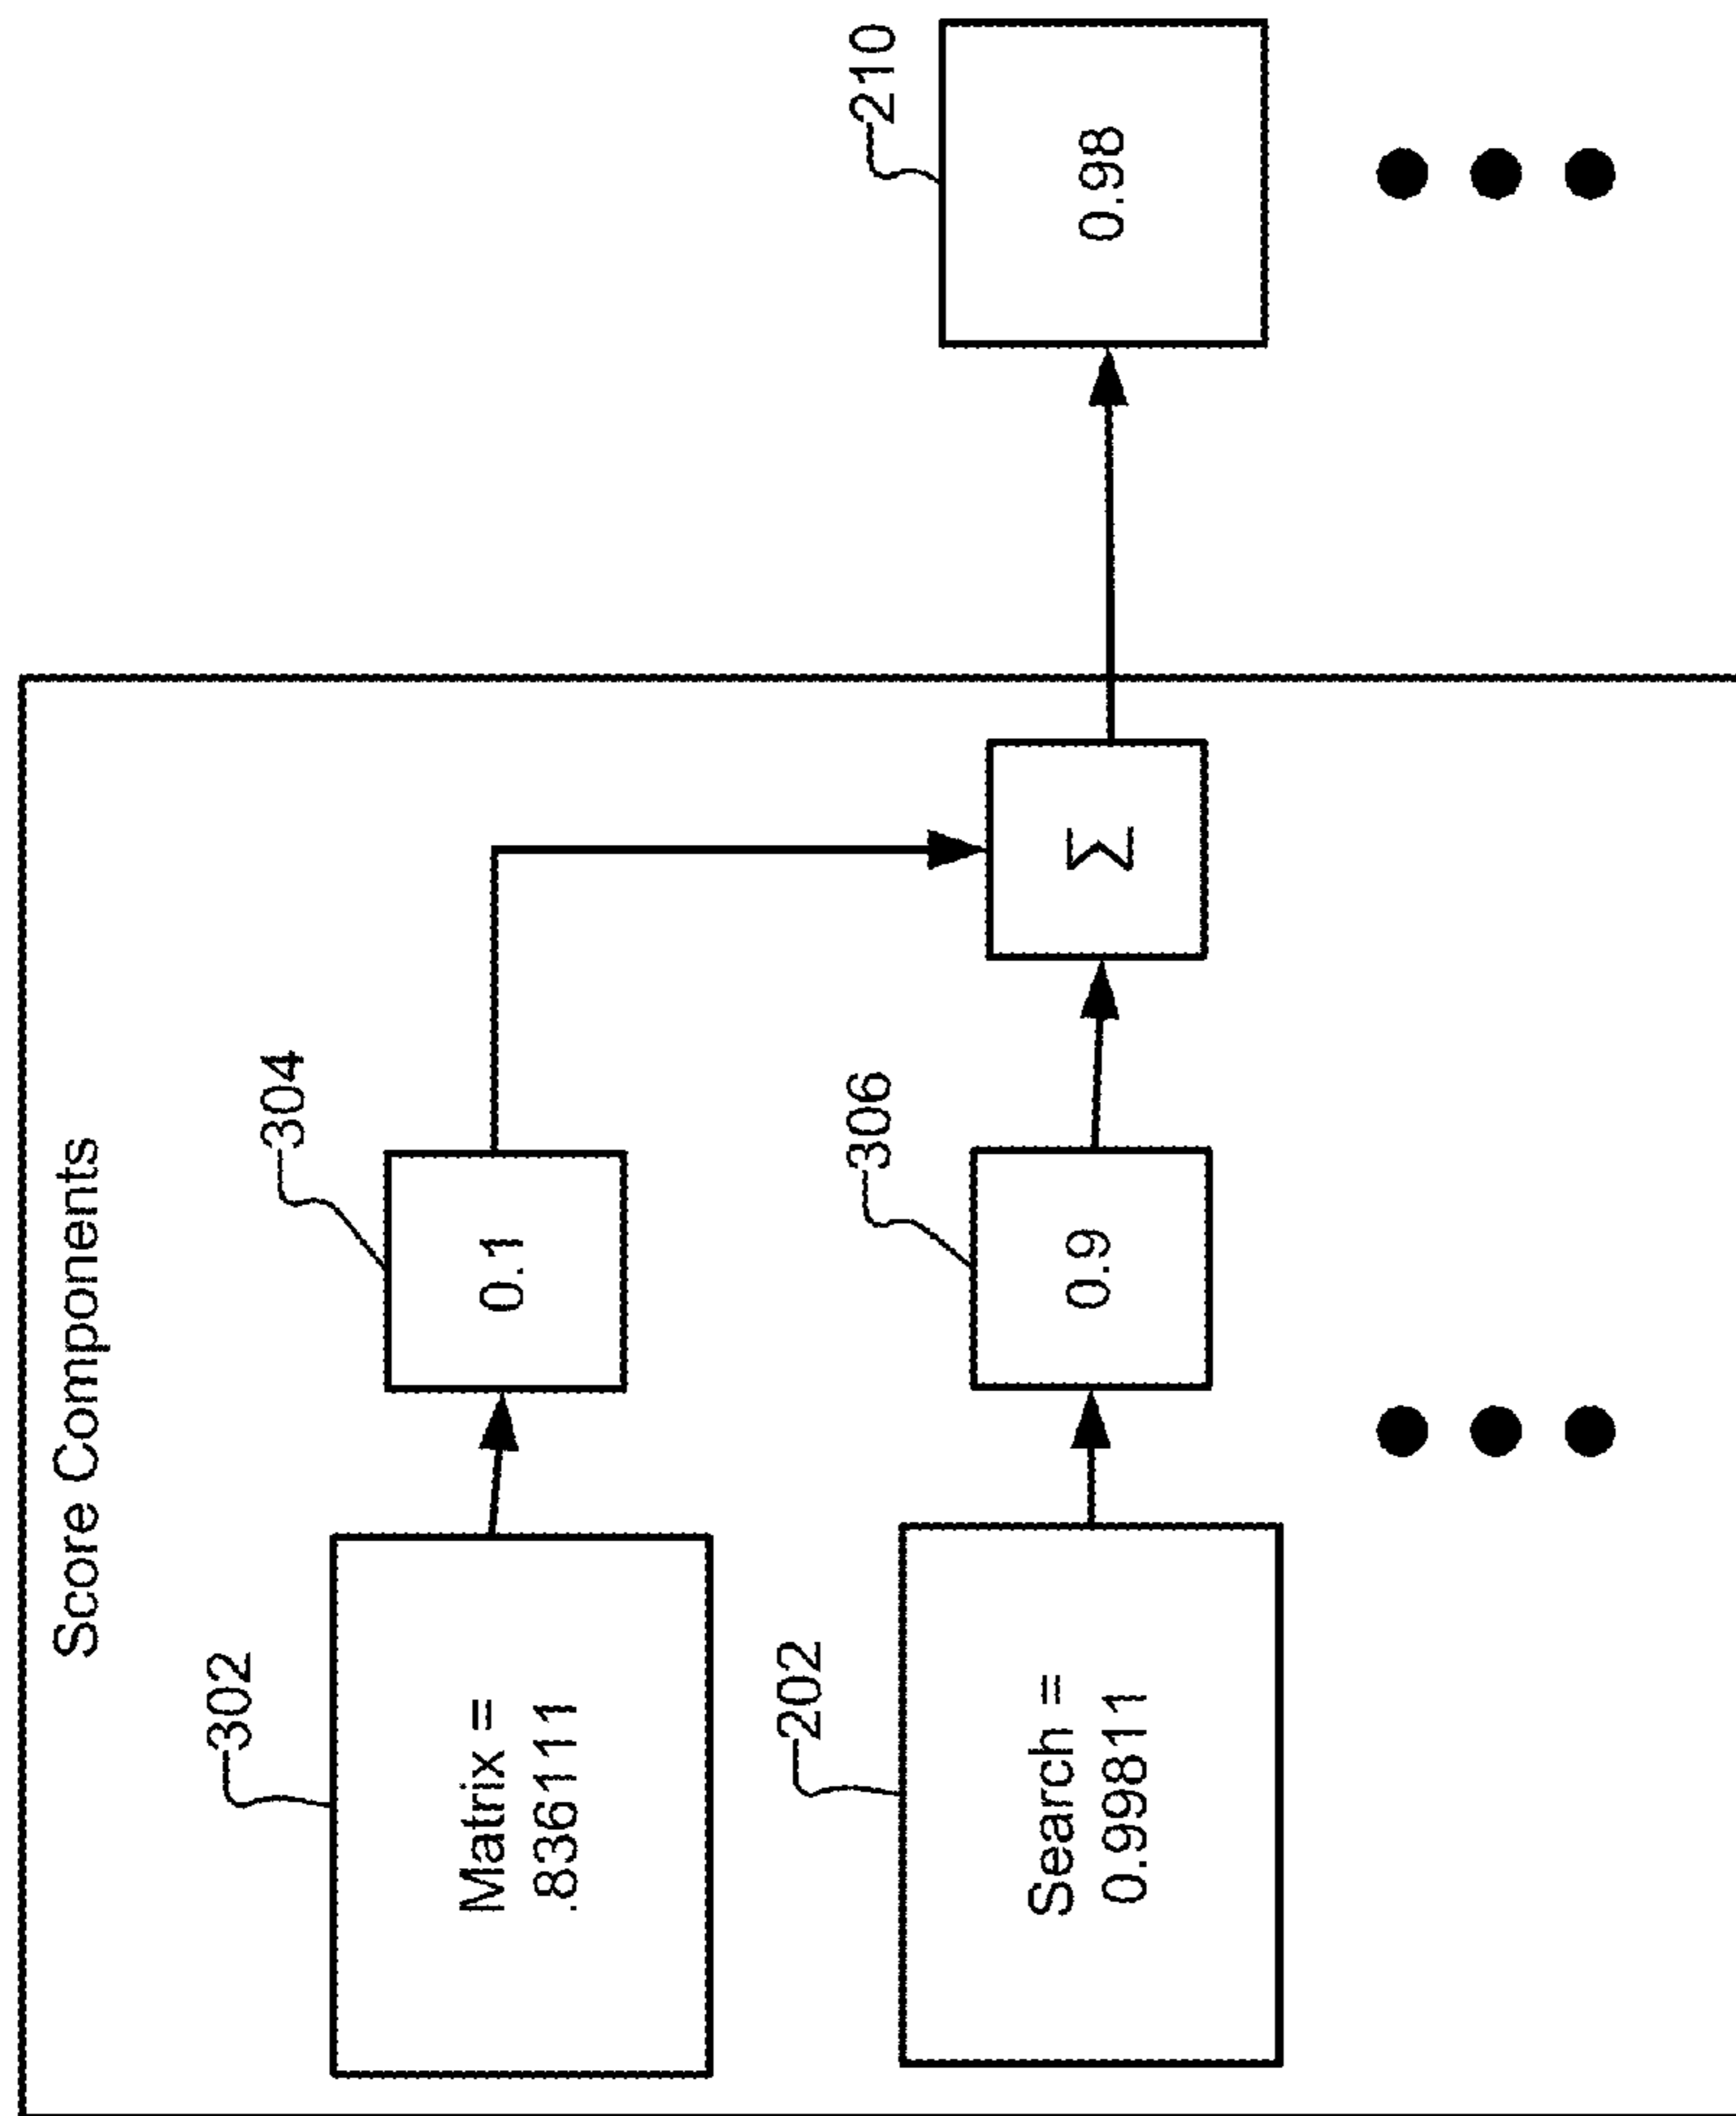 Score Components
302
Matrix =
.836111
304
0.1
202
Search =
0.99811
306
0.9
Σ
210
0.98